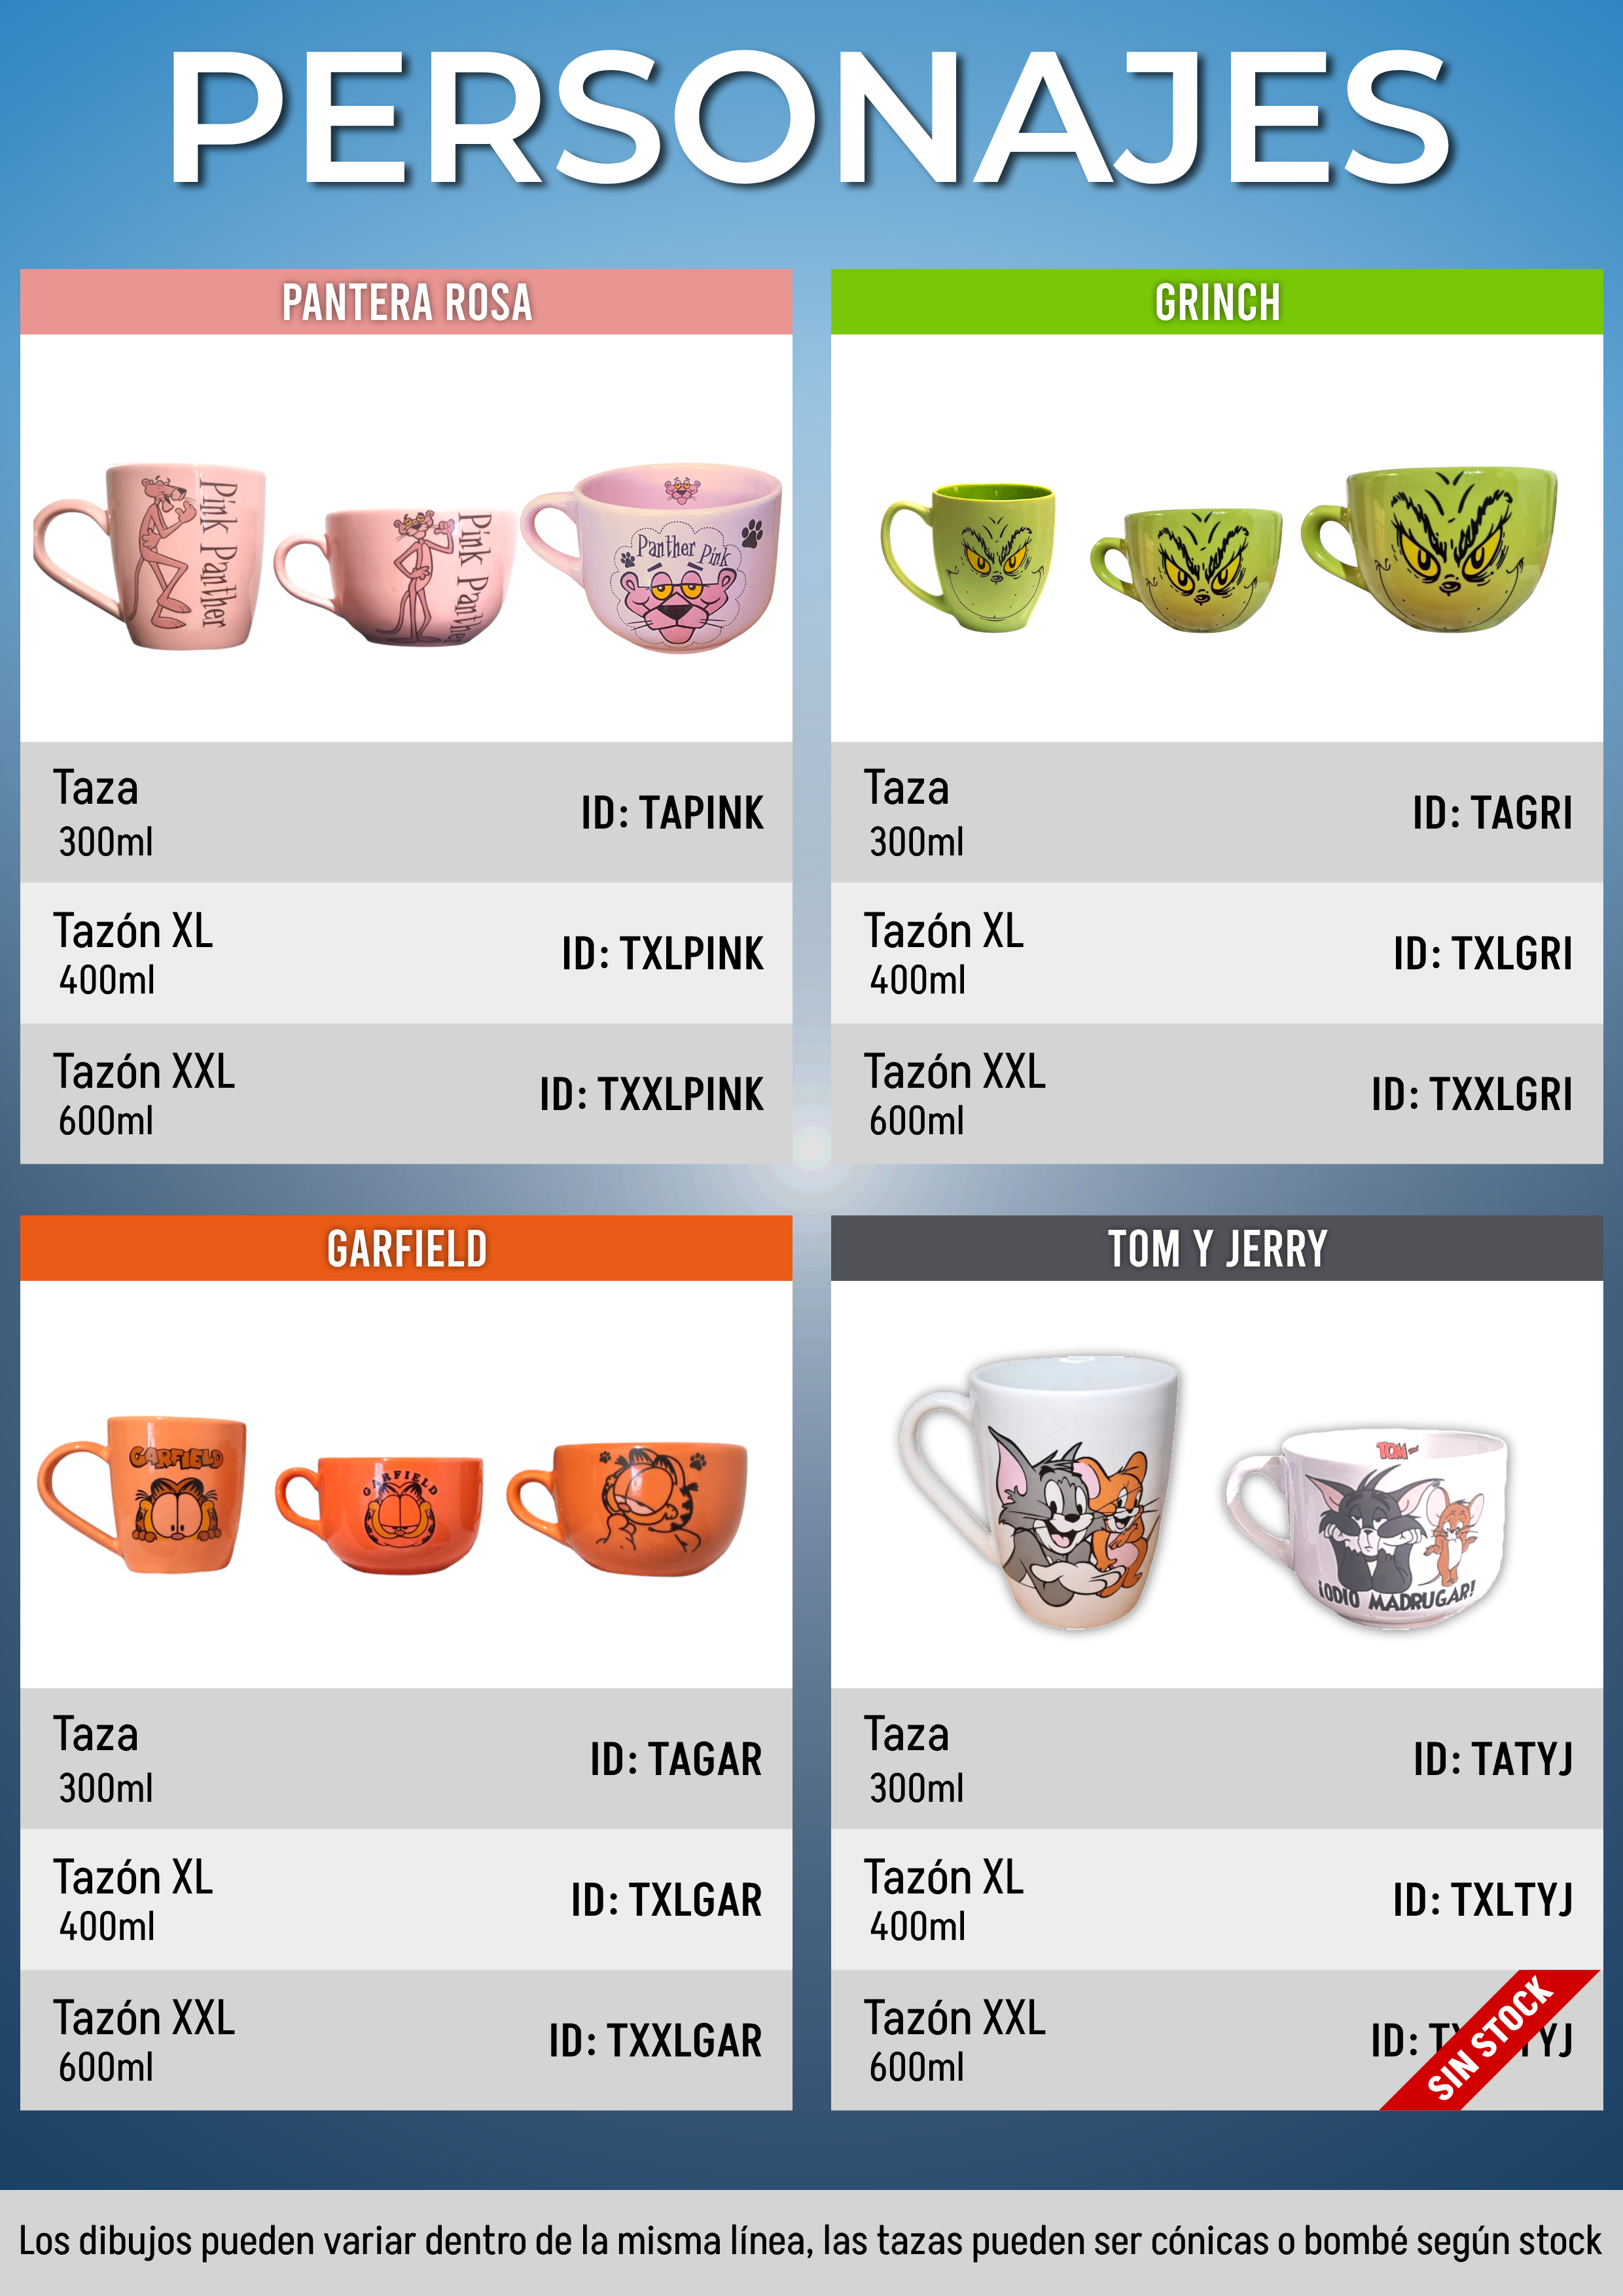 PERSONAJES
PANTERA ROSA
Pink Panther
Pink Panther
Panther Pink
Taza
300ml
ID: TAPINK
Tazón XL
400ml
ID: TXLPINK
Tazón XXL
600ml
ID: TXXLPINK
GRINCH
Taza
300ml
ID: TAGRI
Tazón XL
400ml
ID: TXLGRI
Tazón XXL
600ml
ID: TXXLGRI
GARFIELD
GARFIELD
GARFIELD
Taza
300ml
ID: TAGAR
Tazón XL
400ml
ID: TXLGAR
Tazón XXL
600ml
ID: TXXLGAR
TOM Y JERRY
TOM
¡ODIO MADRUGAR!
Taza
300ml
ID: TATYJ
Tazón XL
400ml
ID: TXLTYJ
Tazón XXL
600ml
ID:
SIN STOCK
Los dibujos pueden variar dentro de la misma línea, las tazas pueden ser cónicas o bombé según stock